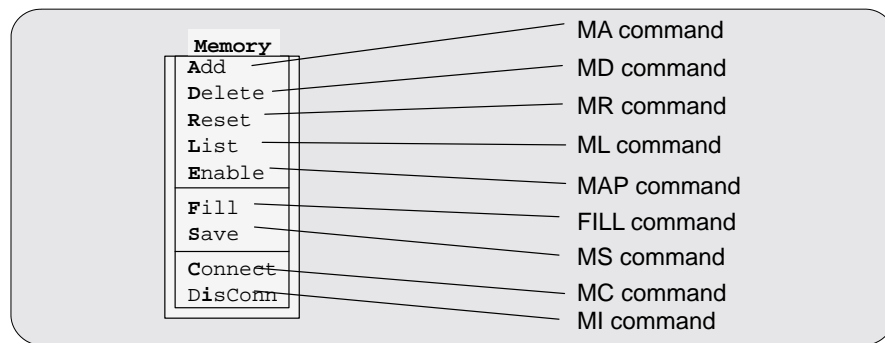 Memory
Add
Delete
Reset
List
Enable
Fill
Save
Connect
DisConn
MA command
MD command
MR command
ML command
MAP command
FILL command
MS command
MC command
MI command